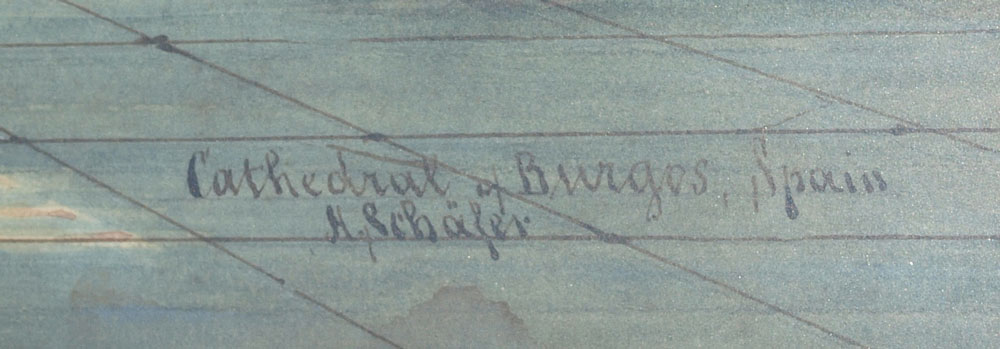 Cathedral of Burgos, Spain
H. Schäfer